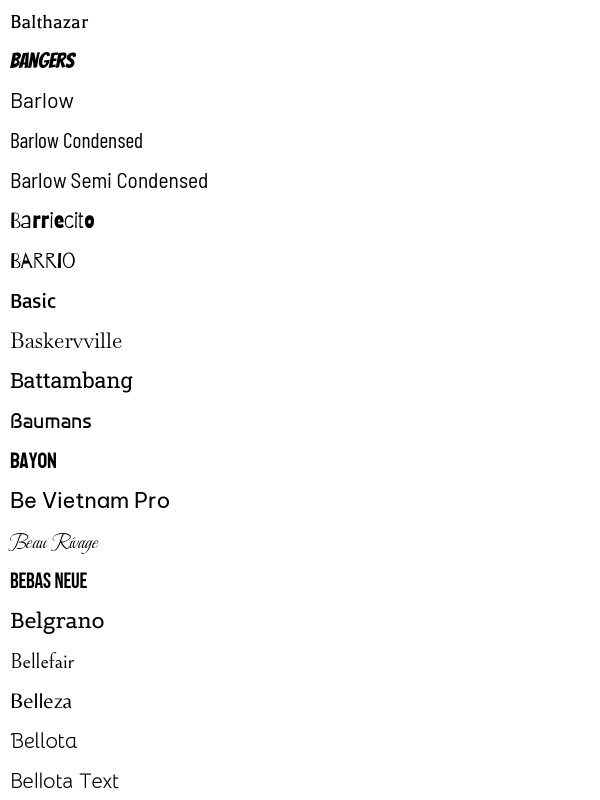 Balthazar
BANGERS
Barlow
Barlow Condensed
Barlow Semi Condensed
Barriecito
BARRIO
Basic
Baskervville
Battambang
Baumans
BAYON
Be Vietnam Pro
Beau Rivage
BEBAS NEUE
Belgrano
Bellefair
Belleza
Bellota
Bellota Text